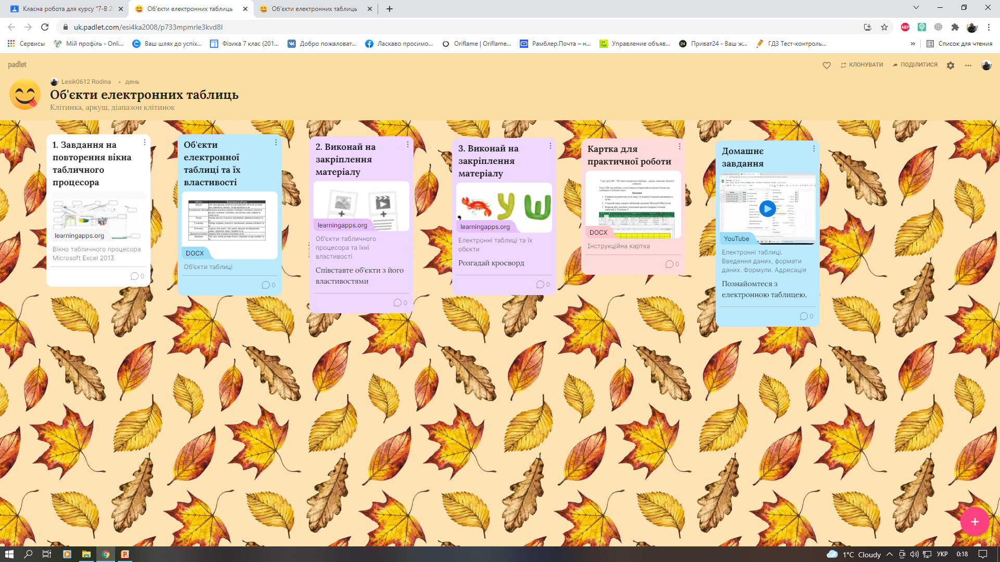 Класна робота для курсу "7-В 2
Об'єкти електронних таблиць
Об'єкти електронних таблиць
uk.padlet.com/esi4ka2008/p733mpmrle3kvd8l
ABP
Сервисы
Мій профіль - Onli...
Ваш шлях до успіх...
Фізика 7 клас (201...
Добро пожаловат...
Ласкаво просимо...
Oriflame | Oriflame...
Рамблер.Почта – н...
Управление объяв...
24
Приват24 - Ваш ж...
ГДЗ Тест-контроль...
»
Список для чтения
padlet
КЛОНУВАТИ
ПОДІЛИТИСЯ
Lesik0612 Rodina • день
Об'єкти електронних таблиць
Клітинка, аркуш, діапазон клітинок
1. Завдання на
повторення вікна
табличного
процесора
learningapps.org
Вікно табличного процесора
Microsoft Excel 2013
0
Об'єкти
електронної
таблиці та їх
властивості
DOCX
Об'єкти таблиці
0
2. Виконай на
закріплення
матеріалу
learningapps.org
Об'єкти табличного
процесора та їхні
властивості
Співставте об'єкти з його
властивостями
0
3. Виконай на
закріплення
матеріалу
learningapps.org
Електронні таблиці та їх
обєкти
Розгадай кросворд
0
Картка для
практичної роботи
DOCX
Інструкційна картка
0
Домашнє
завдання
YouTube
Електронні таблиці.
Введення даних, формати
даних. Формули. Адресація
Познайомтеся з
електронною таблицею.
0
1°C Cloudy
УКР
0:18